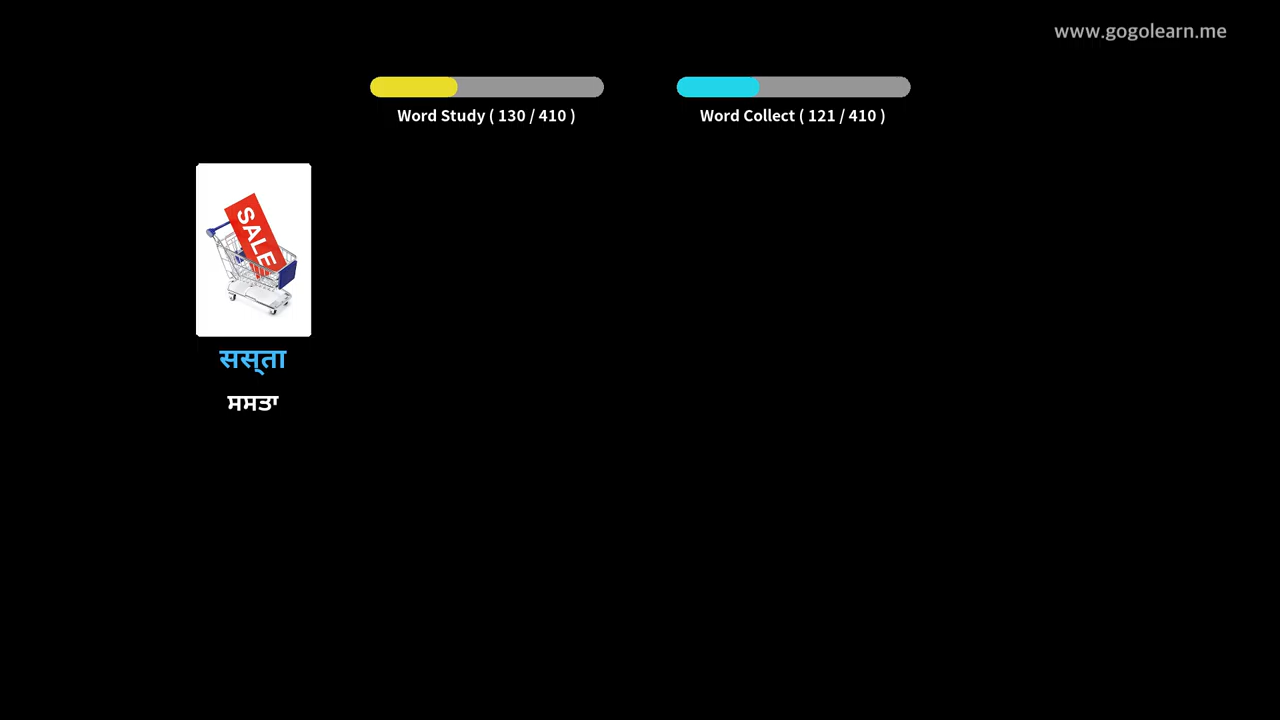 www.gogolearn.me
Word Study ( 130 / 410 )
Word Collect ( 121 / 410 )
SALE
सस्ता
ਸਸਤਾ